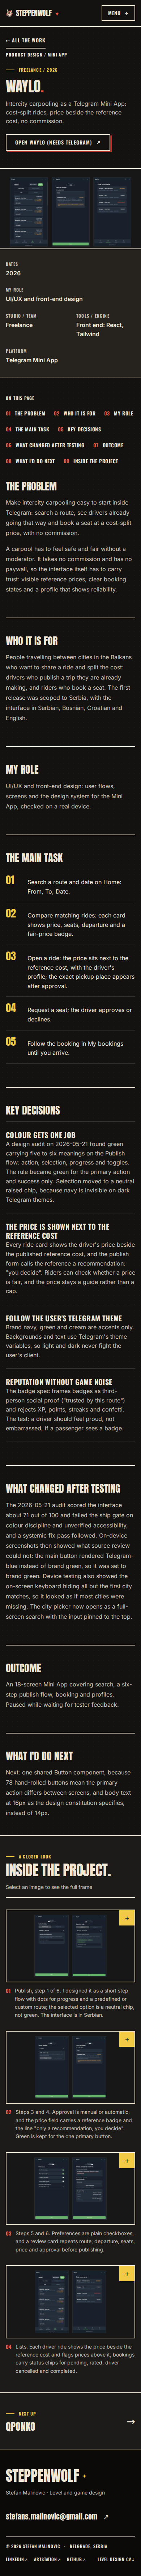 STEPPENWOLF
MENU +
← ALL THE WORK
PRODUCT DESIGN / MINI APP
FREELANCE / 2026
WAYLO.
Intercity carpooling as a Telegram Mini App:
cost-split rides, price beside the reference
cost, no commission.
OPEN WAYLO (NEEDS TELEGRAM) ↗
DATES
2026
MY ROLE
UI/UX and front-end design
STUDIO / TEAM
Freelance
TOOLS / ENGINE
Front end: React,
Tailwind
PLATFORM
Telegram Mini App
ON THIS PAGE
01 THE PROBLEM
02 WHO IT IS FOR
03 MY ROLE
04 THE MAIN TASK
05 KEY DECISIONS
06 WHAT CHANGED AFTER TESTING
07 OUTCOME
08 WHAT I'D DO NEXT
09 INSIDE THE PROJECT
THE PROBLEM
Make intercity pooling easy to start inside
Telegram: search a route, see drivers already
going that way and book a seat at a cost-split
price, with no commission.
A carpool has to feel safe and fair without a
moderator. It takes no commission and has no
paywall, so the interface itself has to carry
trust: visible reference prices, clear booking
states and a profile that shows reliability.
WHO IT IS FOR
People travelling between cities in the Balkans
who want to share a ride and split the cost:
drivers who publish a trip they are already
making, and riders who book a seat. The first
release was scoped to Serbia, with the
interface in Serbian, Bosnian, Croatian and
English.
MY ROLE
UI/UX and front-end design: user flows,
screens and the design system for the Mini
App, checked on a real device.
THE MAIN TASK
01 Search a route and date on Home:
From, To, Date.
02 Compare matching rides: each card
shows price, seats, departure and a
fair-price badge.
03 Open a ride: the price sits next to the
reference cost, with the driver's
profile; the exact pickup place appears
after approval.
04 Request a seat; the driver approves or
declines.
05 Follow the booking in My bookings
until you arrive.
KEY DECISIONS
COLOUR GETS ONE JOB
A design audit on 2026-05-21 found green
carrying five to six meanings on the Publish
flow: action, selection, progress and toggles.
The rule became green for the primary action
and success only. Selection moved to a neutral
raised chip, because navy is invisible on dark
Telegram themes.
THE PRICE IS SHOWN NEXT TO THE
REFERENCE COST
Every ride card shows the driver's price beside
the published reference cost, and the publish
form calls the reference a recommendation:
"you decide". Riders can check whether a price
is fair, and the price stays a guide rather than a
cap.
FOLLOW THE USER'S TELEGRAM THEME
Brand navy, green and cream are accents only.
Backgrounds and text use Telegram's theme
variables, so light and dark never fight the
user's client.
REPUTATION WITHOUT GAME NOISE
The badge spec frames badges as third-
person social proof ("trusted by this route")
and rejects XP, points, streaks and confetti.
The test: a driver should feel proud, not
embarrassed, if a passenger sees a badge.
WHAT CHANGED AFTER TESTING
The 2026-05-21 audit scored the interface
about 71 out of 100 and failed the ship gate on
colour discipline and unverified accessibility,
and a systemic fix pass followed. On-device
screenshots then showed what source review
could not: the main button rendered Telegram-
blue instead of brand green, so it was set to
brand green. Device testing also showed the
on-screen keyboard hiding all but the first city
matches, so it looked as if most cities were
missing. The city picker now opens as a full-
screen search with the input pinned to the top.
OUTCOME
An 18-screen Mini App covering search, a six-
step publish flow, booking and profiles.
Paused while waiting for tester feedback.
WHAT I'D DO NEXT
Next: one shared Button component, because
78 hand-rolled buttons mean the primary
action differs between screens, and body text
at 16px as the design constitution specifies,
instead of 14px.
A CLOSER LOOK
INSIDE THE PROJECT.
Select an image to see the full frame
01 Publish, step 1 of 6. I designed it as a short step
flow with dots for progress and a predefined or
custom route; the selected option is a neutral chip,
not green. The interface is in Serbian.
02 Steps 3 and 4. Approval is manual or automatic,
and the price field carries a reference badge and
the line "only a recommendation, you decide".
Green is kept for the one primary button.
03 Steps 5 and 6. Preferences are plain checkboxes,
and a review card repeats route, departure, seats,
price and approval before publishing.
04 Lists. Each driver ride shows the price beside the
reference cost and flags prices above it; bookings
carry status chips for pending, rated, driver
cancelled and completed.
NEXT UP
QPONKO
→
STEPPENWOLF
Stefan Malinovic · Level and game design
stefans.malinovic@gmail.com ↗
© 2026 STEFAN MALINOVIC · BELGRADE, SERBIA
LINKEDIN↗ ARTSTATION↗ GITHUB↗ LEVEL DESIGN CV↓